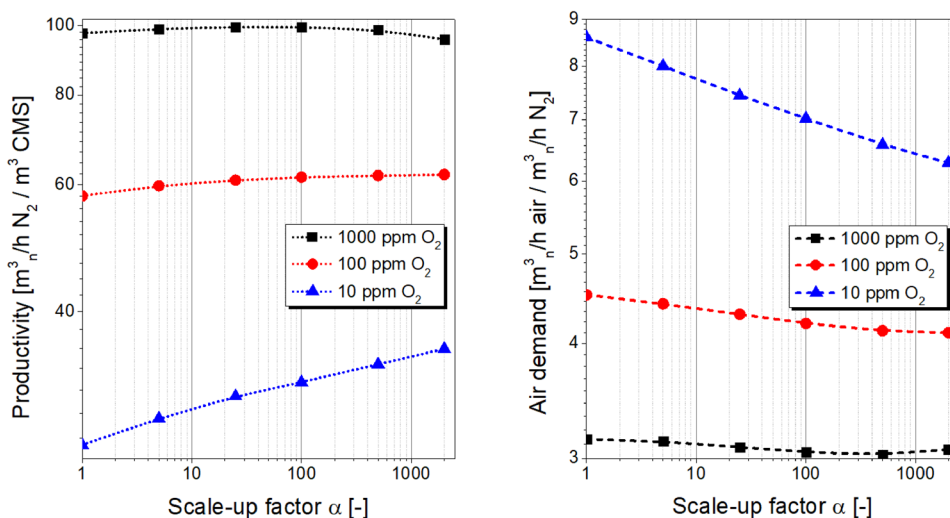 Productivity [m³ₙ/h N₂ / m³ CMS]
100
80
60
40
1000 ppm O₂
100 ppm O₂
10 ppm O₂
1
10
100
1000
Scale-up factor α [-]
Air demand [m³ₙ/h air / m³ₙ/h N₂]
9
8
7
6
5
4
3
1000 ppm O₂
100 ppm O₂
10 ppm O₂
1
10
100
1000
Scale-up factor α [-]